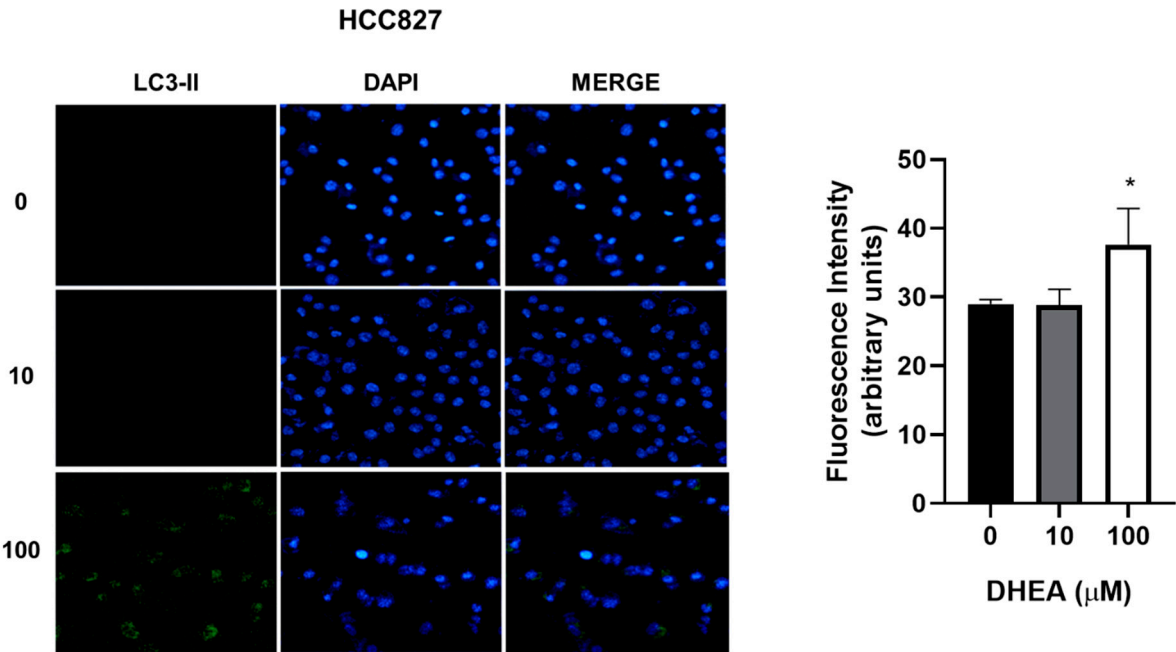 HCC827
LC3-II DAPI MERGE
0
10
100
Fluorescence Intensity
(arbitrary units)
50
40
30
20
10
0
*
0 10 100
DHEA (μM)